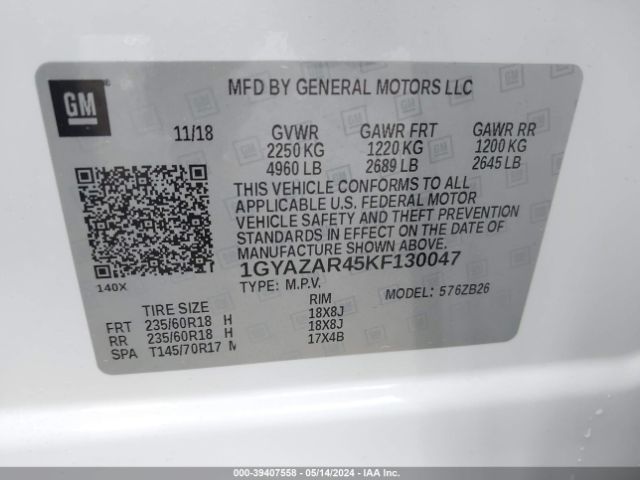 GM
MFD BY GENERAL MOTORS LLC
11/18 GVWR GAWR FRT GAWR RR
2250 KG 1220 KG 1200 KG
4960 LB 2689 LB 2645 LB
THIS VEHICLE CONFORMS TO ALL
APPLICABLE U.S. FEDERAL MOTOR
VEHICLE SAFETY AND THEFT PREVENTION
STANDARDS IN EFFECT ON THE DATE OF
MANUFACTURE SHOWN ABOVE.
1GYAZAR45KF130047
140X
TYPE: M.P.V. MODEL: 576ZB26
TIRE SIZE RIM
FRT 235/60R18 H 18X8J
RR 235/60R18 H 18X8J
SPA T145/70R17 M 17X4B
000-39407558 - 05/14/2024 - IAA Inc.